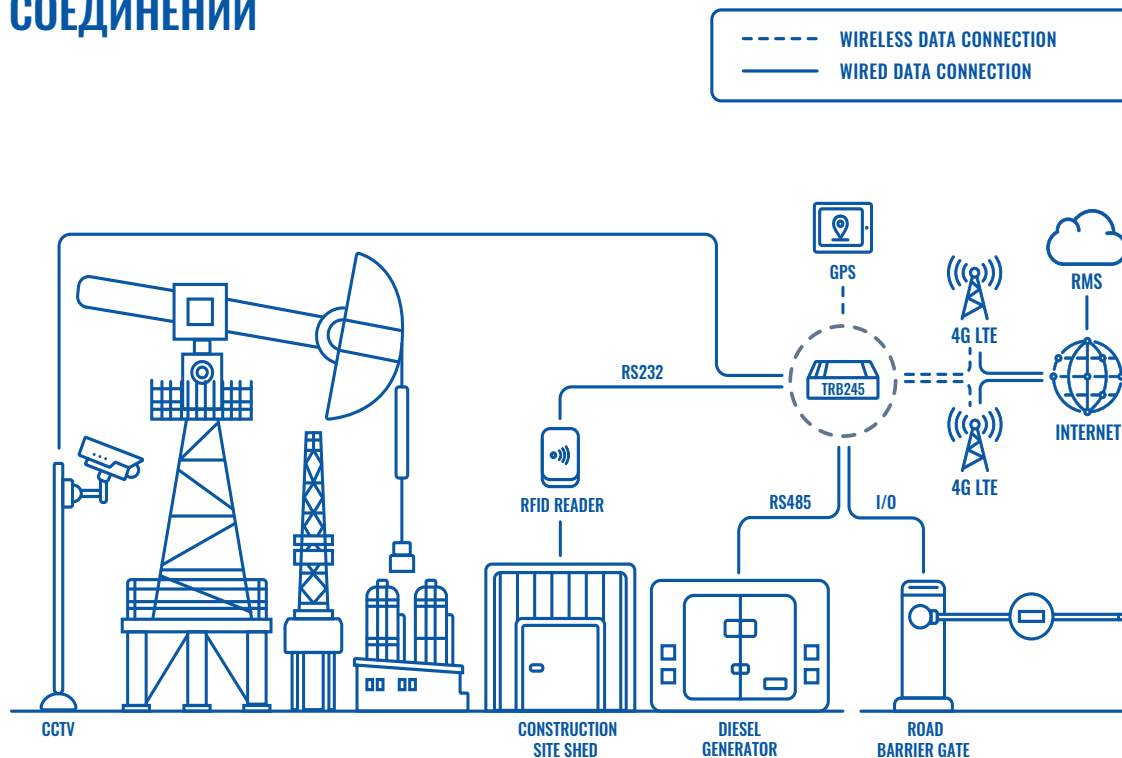 СОЕДИНЕНИЙ
WIRELESS DATA CONNECTION
WIRED DATA CONNECTION
GPS
RMS
4G LTE
RS232
TRB245
INTERNET
4G LTE
RFID READER
RS485
I/0
CCTV
CONSTRUCTION
SITE SHED
DIESEL
GENERATOR
ROAD
BARRIER GATE